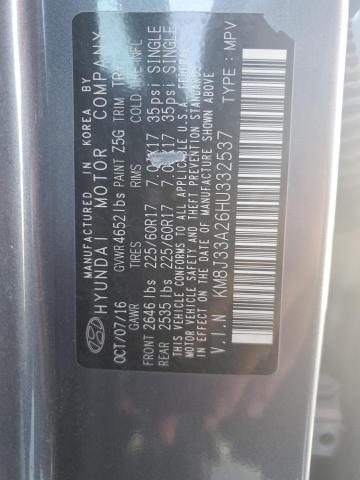 MANUFACTURED IN KOREA BY
HYUNDAI MOTOR COMPANY
OCT/07/16 GVWR 4652lbs PAINT Z5G TRIM TRY
GAWR TIRE RIMS COLD TIRE INFL
FRONT 2646 lbs 225/60R17 7.0JX17 35psi SINGLE
REAR 2535 lbs 225/60R17 7.0JX17 35psi SINGLE
THIS VEHICLE CONFORMS TO ALL APPLICABLE U.S.A FEDERAL
MOTOR VEHICLE SAFETY BUMPER AND THEFT PREVENTION STANDARDS
IN EFFECT ON THE DATE OF MANUFACTURE SHOWN ABOVE
V.I.N KM8J33A26HU332537 TYPE : MPV